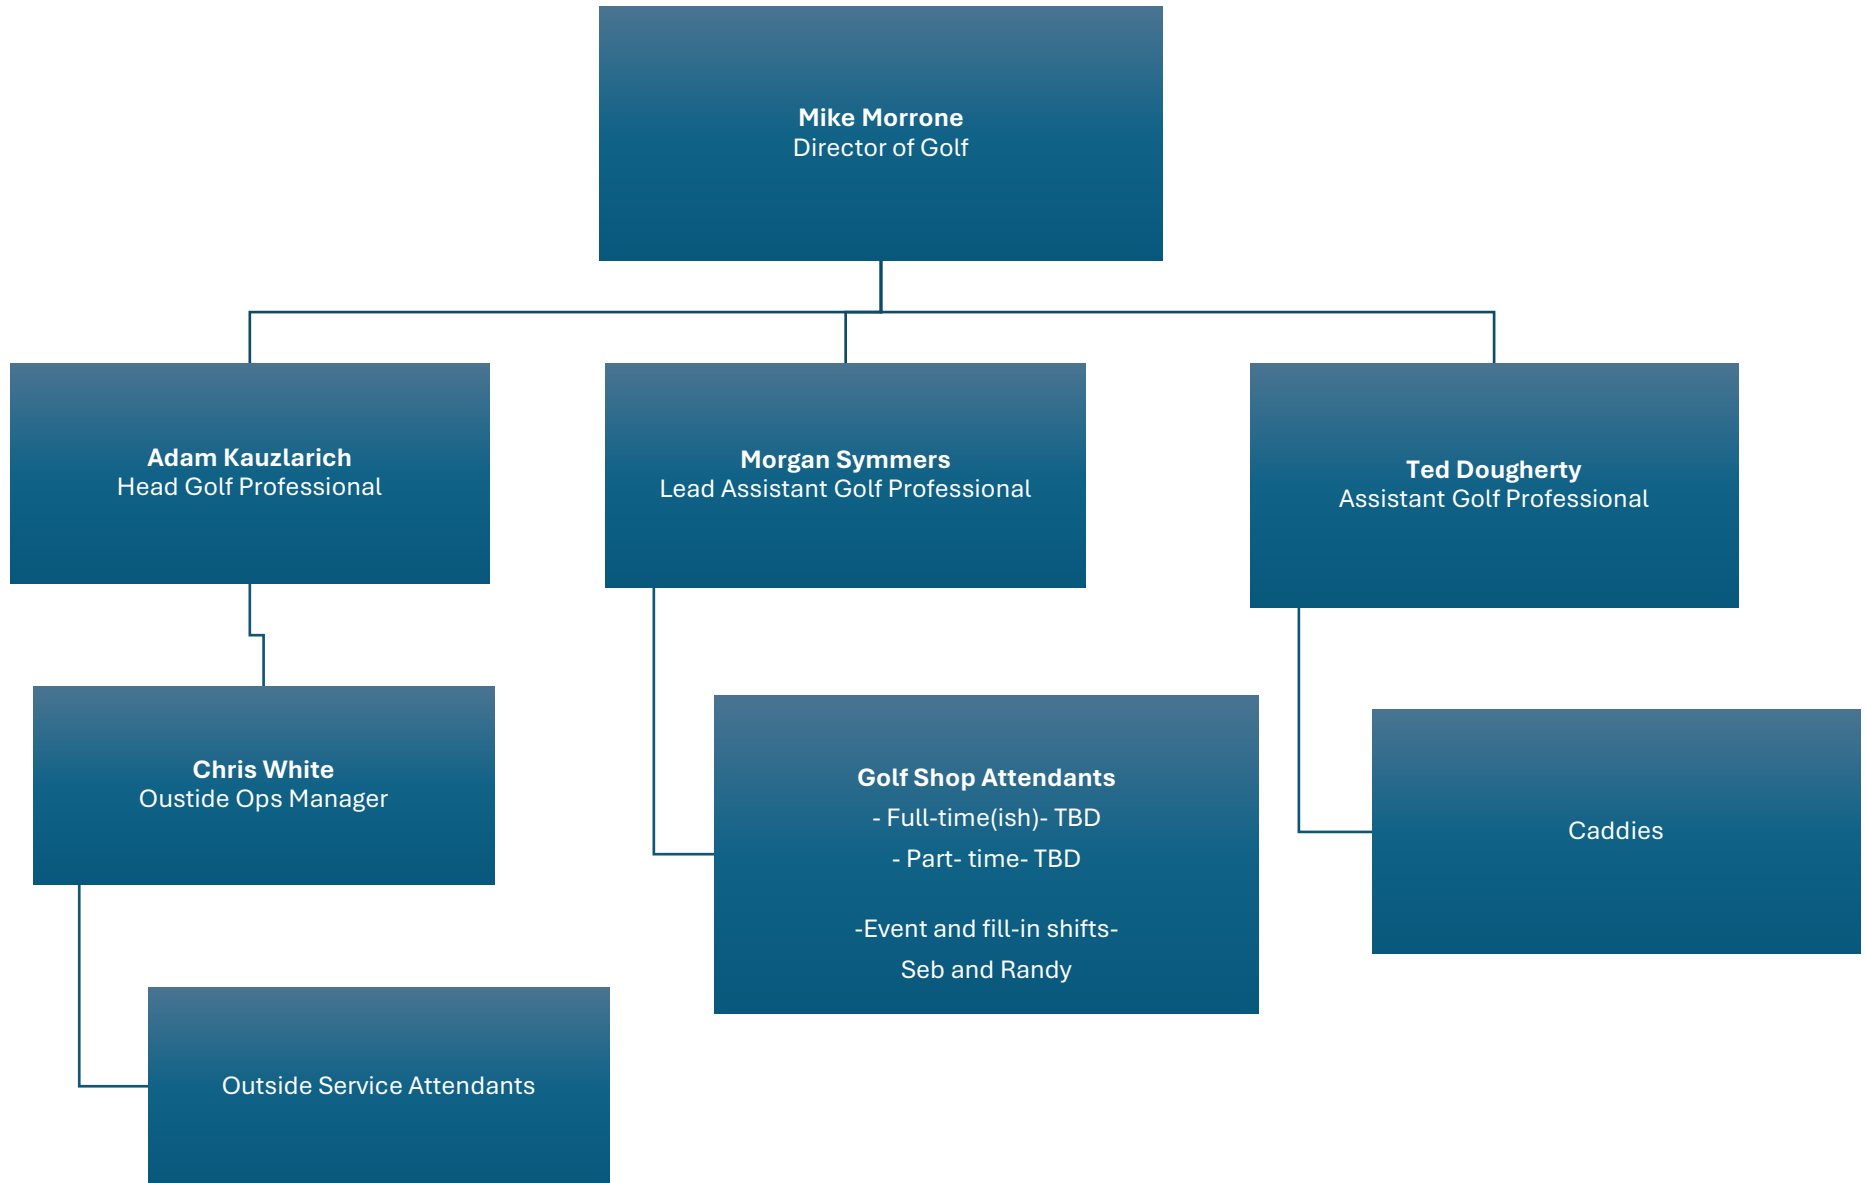 Mike Morrone
Director of Golf
Adam Kauzlarich
Head Golf Professional
Morgan Symmers
Lead Assistant Golf Professional
Ted Dougherty
Assistant Golf Professional
Chris White
Oustide Ops Manager
Golf Shop Attendants
- Full-time(ish)- TBD
- Part- time- TBD
-Event and fill-in shifts-
Seb and Randy
Caddies
Outside Service Attendants